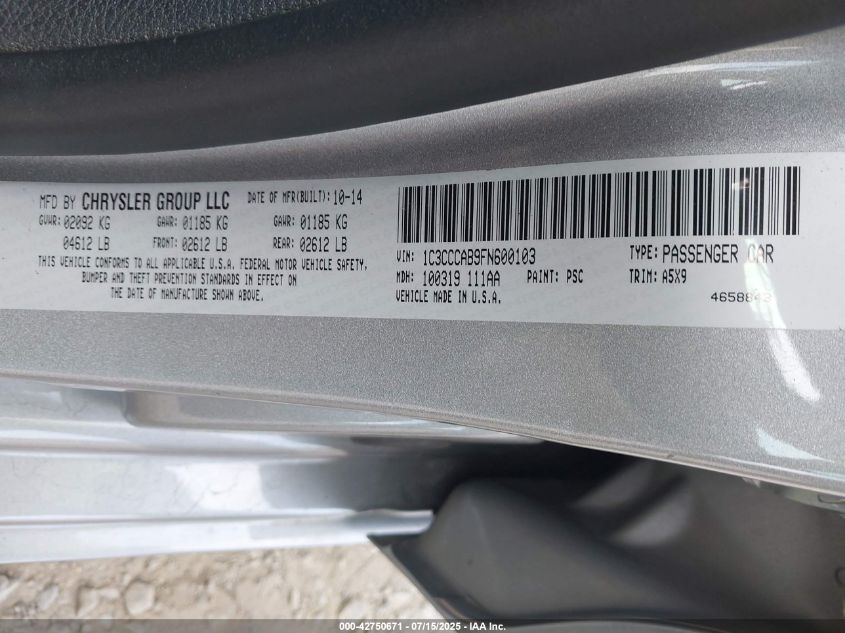 MFD BY CHRYSLER GROUP LLC DATE OF MFR(BUILT): 10-14
GVWR: 02092 KG GAWR: 01185 KG GAWR: 01185 KG
04612 LB FRONT: 02612 LB REAR: 02612 LB
THIS VEHICLE CONFORMS TO ALL APPLICABLE U.S.A. FEDERAL MOTOR VEHICLE SAFETY,
BUMPER AND THEFT PREVENTION STANDARDS IN EFFECT ON
THE DATE OF MANUFACTURE SHOWN ABOVE.
VIN: 1C3CCCAB9FN600103 TYPE: PASSENGER CAR
MDH: 100319 111AA PAINT: PSC TRIM: A5X9
VEHICLE MADE IN U.S.A.
4658843
000-42750671 - 07/15/2025 - IAA Inc.